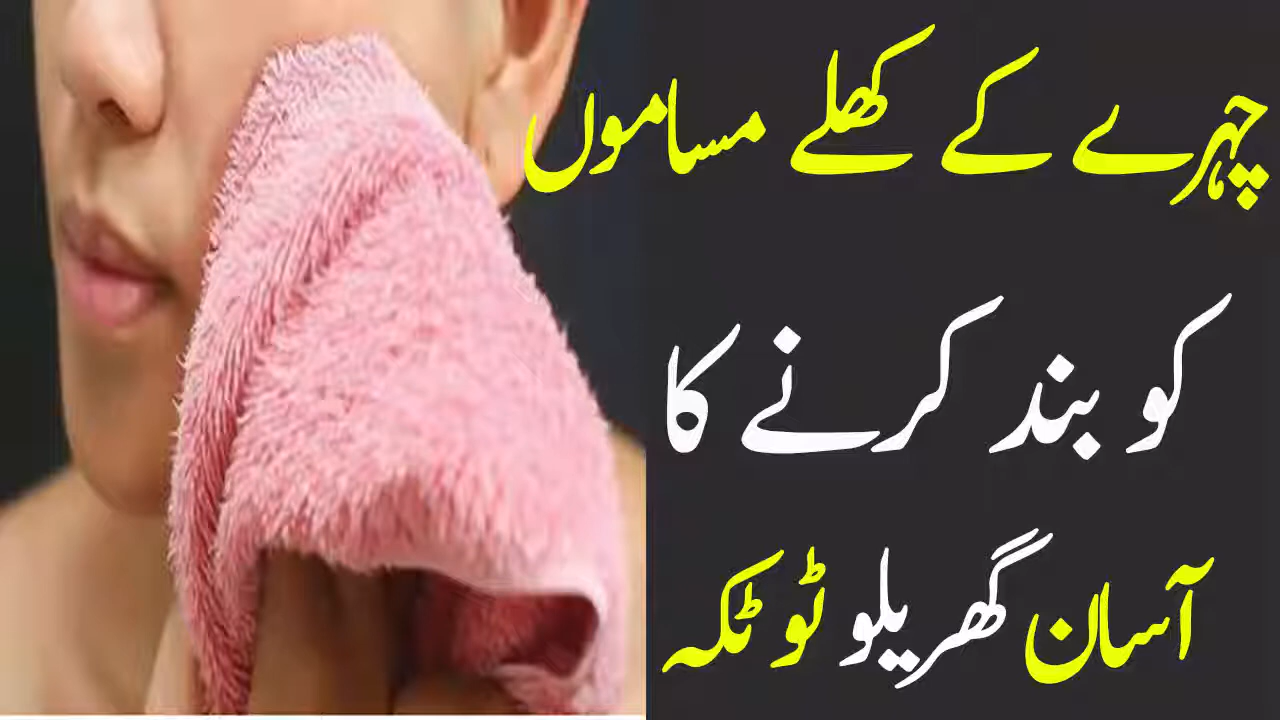 چہرے کے کھلے مساموں
کو بند کرنے کا
آسان گھریلو ٹوٹکہ